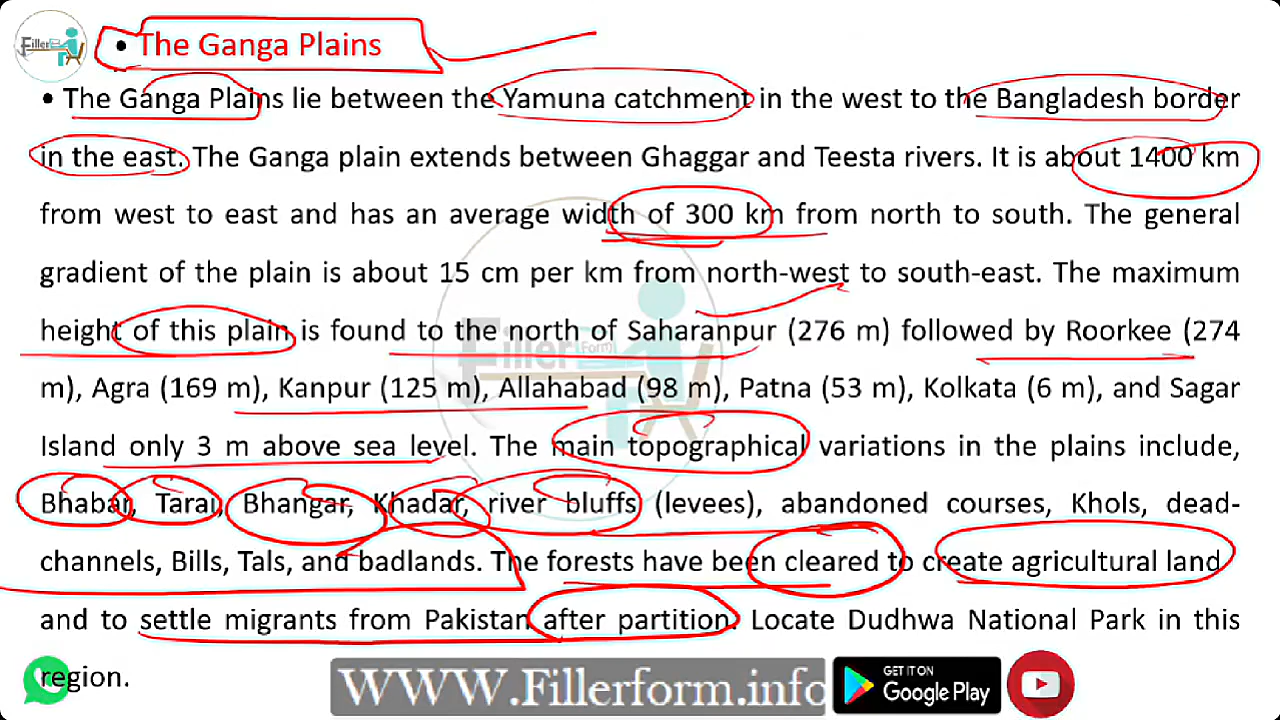 Filler
• The Ganga Plains
• The Ganga Plains lie between the Yamuna catchment in the west to the Bangladesh border
in the east. The Ganga plain extends between Ghaggar and Teesta rivers. It is about 1400 km
from west to east and has an average width of 300 km from north to south. The general
gradient of the plain is about 15 cm per km from north-west to south-east. The maximum
height of this plain is found to the north of Saharanpur (276 m) followed by Roorkee (274
m), Agra (169 m), Kanpur (125 m), Allahabad (98 m), Patna (53 m), Kolkata (6 m), and Sagar
Filler Form
Island only 3 m above sea level. The main topographical variations in the plains include,
Bhabar, Tarai, Bhangar, Khadar, river bluffs (levees), abandoned courses, Khols, dead-
channels, Bills, Tals, and badlands. The forests have been cleared to create agricultural land
and to settle migrants from Pakistan after partition. Locate Dudhwa National Park in this
region.
WWW.Fillerform.info
GET IT ON
Google Play